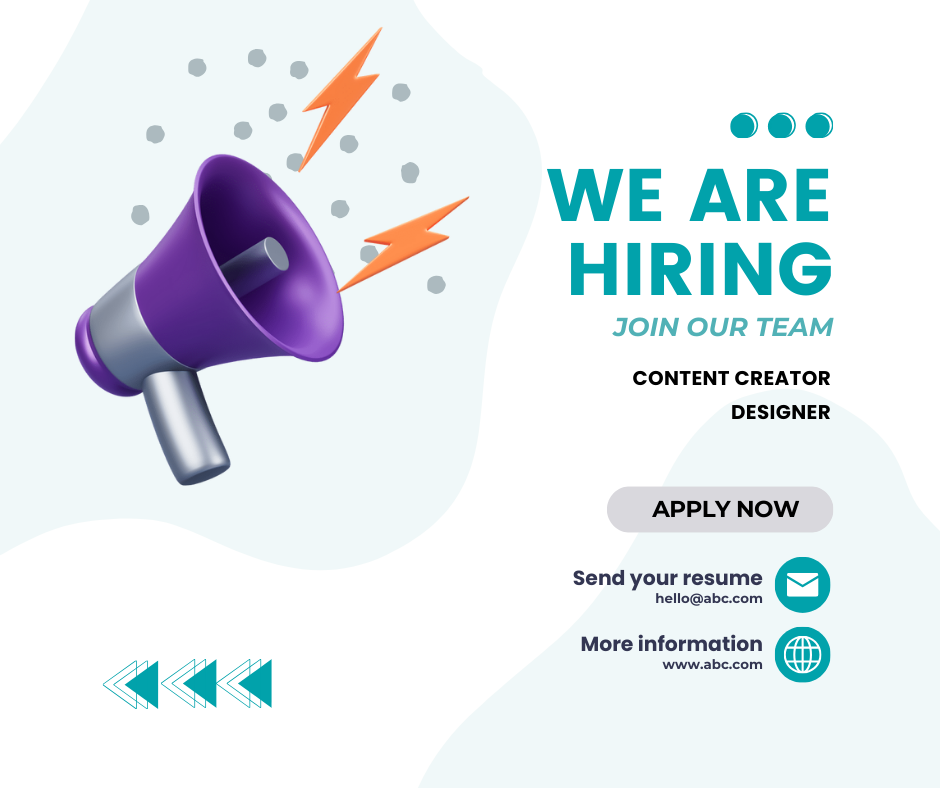 WE ARE
HIRING
JOIN OUR TEAM
CONTENT CREATOR
DESIGNER
APPLY NOW
Send your resume
hello@abc.com
More information
www.abc.com